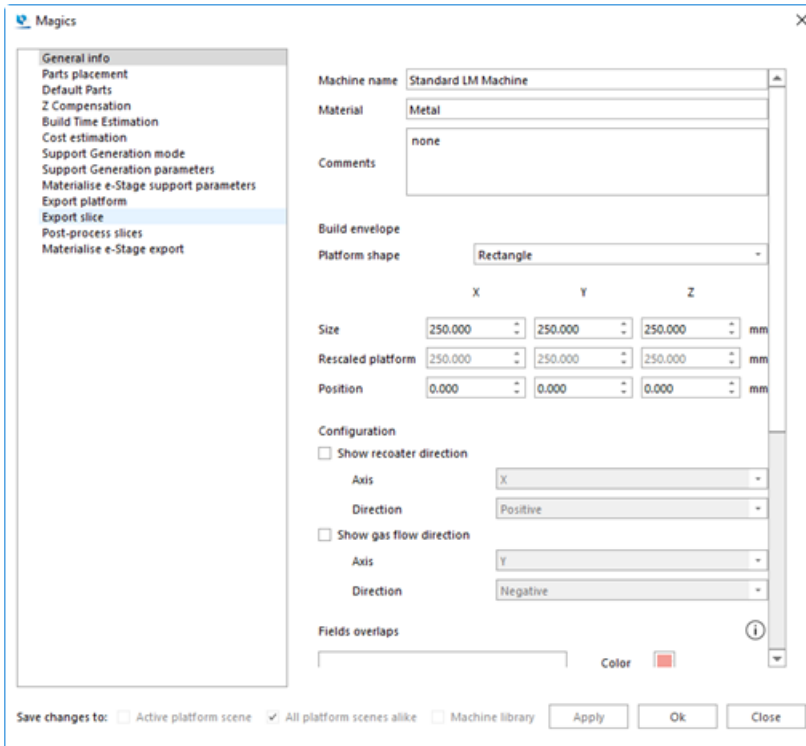 Magics
General info
Parts placement
Default Parts
Z Compensation
Build Time Estimation
Cost estimation
Support Generation mode
Support Generation parameters
Materialise e-Stage support parameters
Export platform
Export slice
Post-process slices
Materialise e-Stage export
Machine name Standard LM Machine
Material Metal
Comments none
Build envelope
Platform shape Rectangle
X Y Z
Size 250.000 250.000 250.000 mm
Rescaled platform 250.000 250.000 250.000 mm
Position 0.000 0.000 0.000 mm
Configuration
Show recoater direction
Axis X
Direction Positive
Show gas flow direction
Axis Y
Direction Negative
Fields overlaps
Color
Save changes to: Active platform scene All platform scenes alike Machine library Apply Ok Close